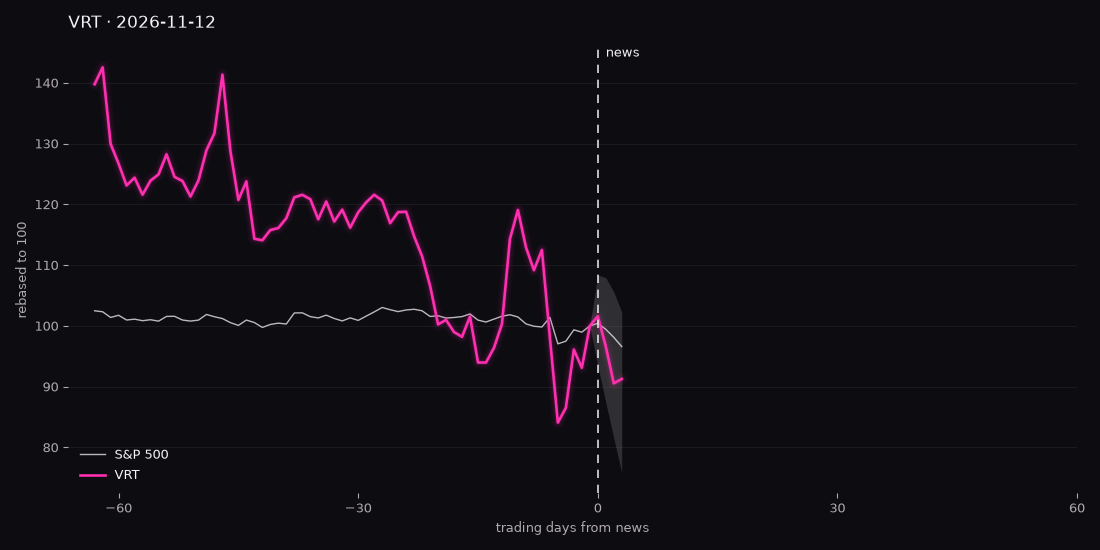 VRT · 2026-11-12
news
140
130
120
110
100
90
80
rebased to 100
S&P 500
VRT
−60
−30
0
30
60
trading days from news